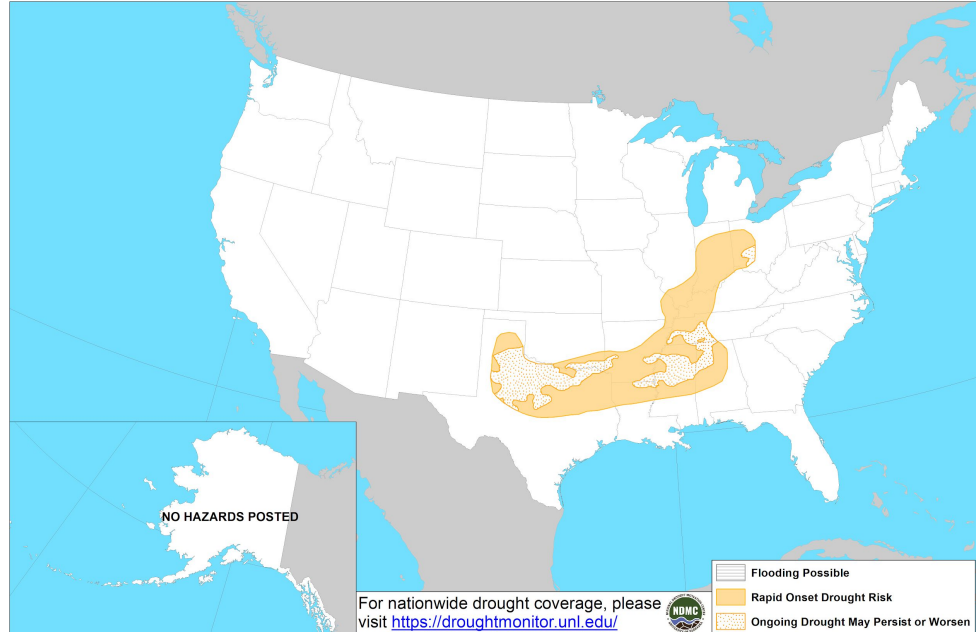 NO HAZARDS POSTED
For nationwide drought coverage, please
visit https://droughtmonitor.unl.edu/
NDMC
Flooding Possible
Rapid Onset Drought Risk
Ongoing Drought May Persist or Worsen